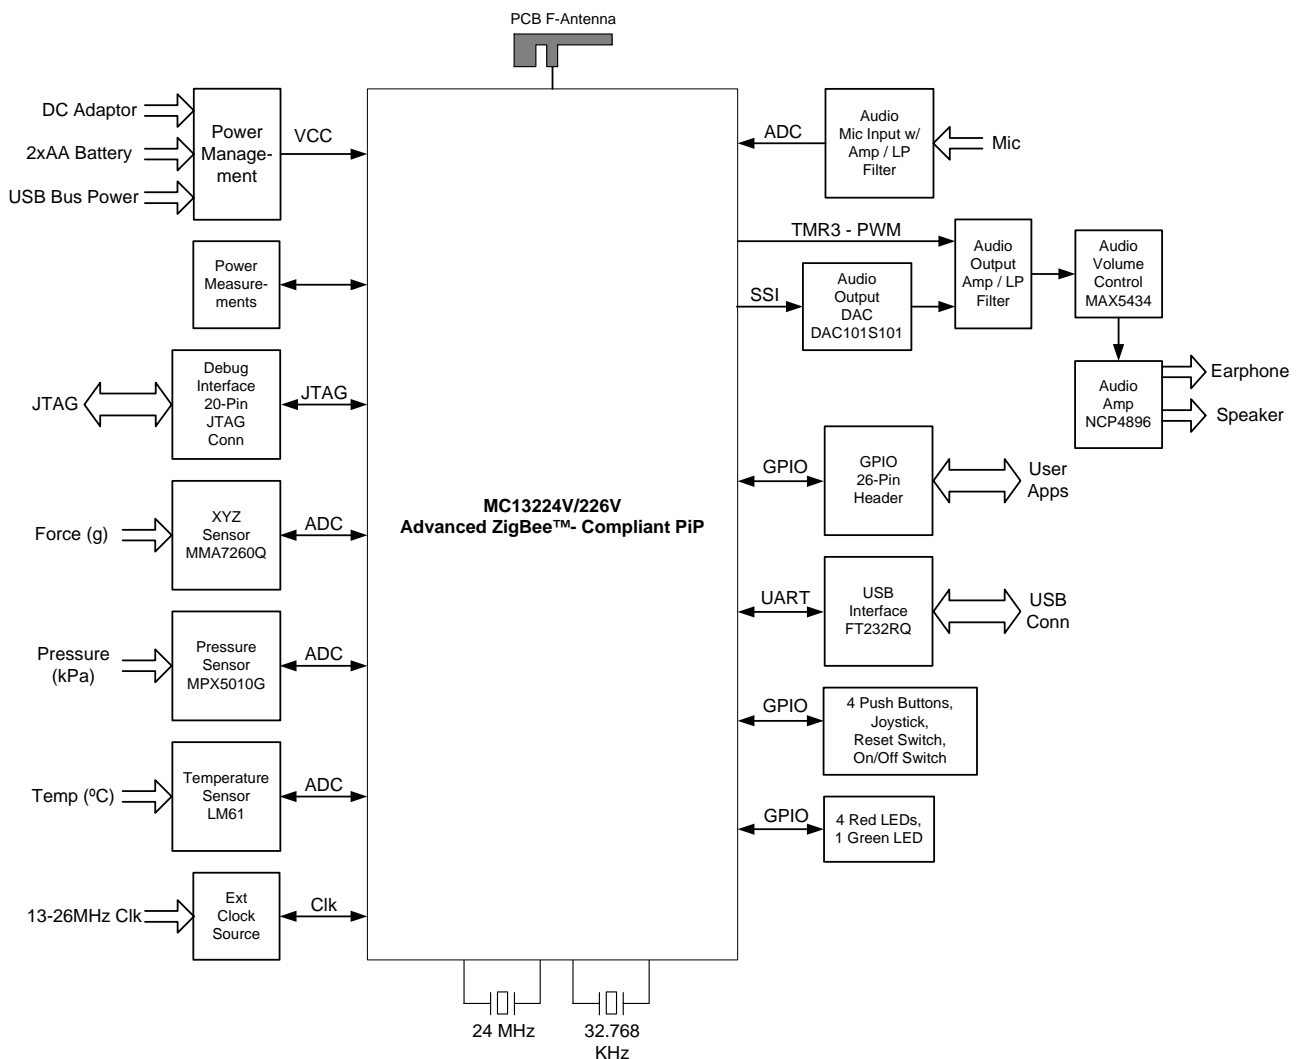 PCB F-Antenna
DC Adaptor
2xAA Battery
USB Bus Power
Power
Manage-
ment
VCC
Power
Measure-
ments
JTAG
Debug
Interface
20-Pin
JTAG
Conn
JTAG
Force (g)
XYZ
Sensor
MMA7260Q
ADC
Pressure
(kPa)
Pressure
Sensor
MPX5010G
ADC
Temp (ºC)
Temperature
Sensor
LM61
ADC
13-26MHz Clk
Ext
Clock
Source
Clk
MC13224V/226V
Advanced ZigBee™- Compliant PiP
24 MHz
32.768
KHz
ADC
Audio
Mic Input w/
Amp / LP
Filter
Mic
TMR3 - PWM
SSI
Audio
Output
DAC
DAC101S101
Audio
Output
Amp / LP
Filter
Audio
Volume
Control
MAX5434
Audio
Amp
NCP4896
Earphone
Speaker
GPIO
GPIO
26-Pin
Header
User
Apps
UART
USB
Interface
FT232RQ
USB
Conn
GPIO
4 Push Buttons,
Joystick,
Reset Switch,
On/Off Switch
GPIO
4 Red LEDs,
1 Green LED